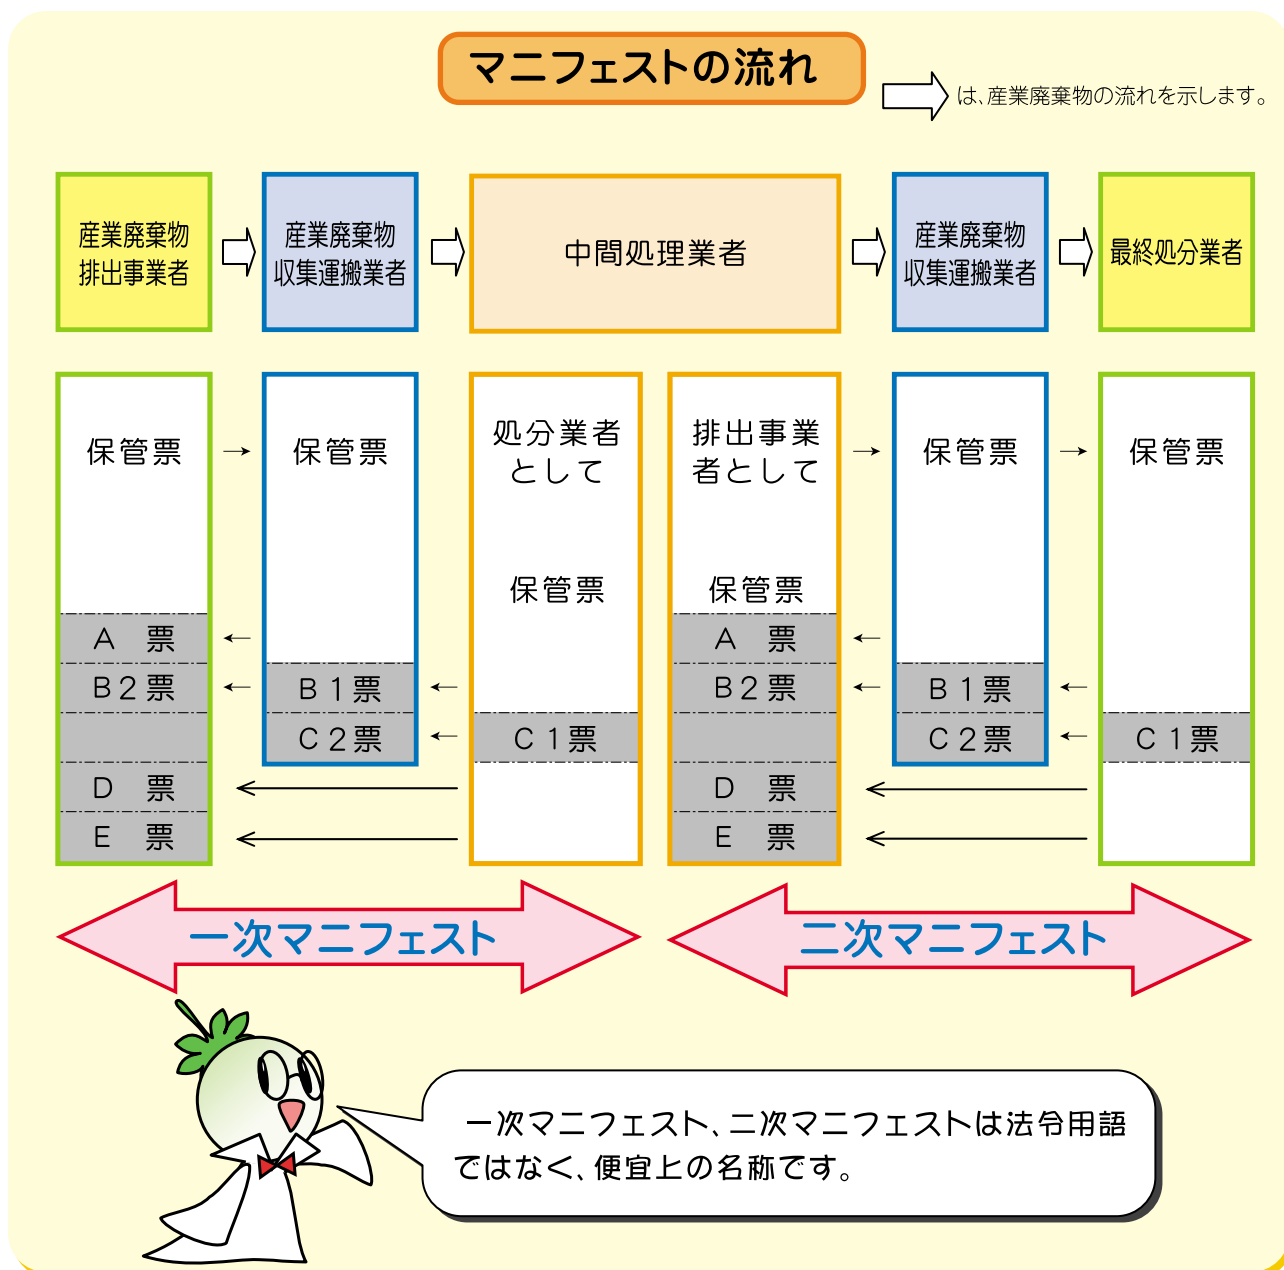 マニフェストの流れ
は、産業廃棄物の流れを示します。
産業廃棄物
排出事業者
産業廃棄物
収集運搬業者
中間処理業者
産業廃棄物
収集運搬業者
最終処分業者
保管票
A 票
B2票
D 票
E 票
保管票
B1票
C2票
処分業者
として
保管票
C1票
排出事業
者として
保管票
A 票
B2票
D 票
E 票
保管票
B1票
C2票
保管票
C1票
一次マニフェスト
二次マニフェスト
一次マニフェスト、二次マニフェストは法令用語
ではなく、便宜上の名称です。